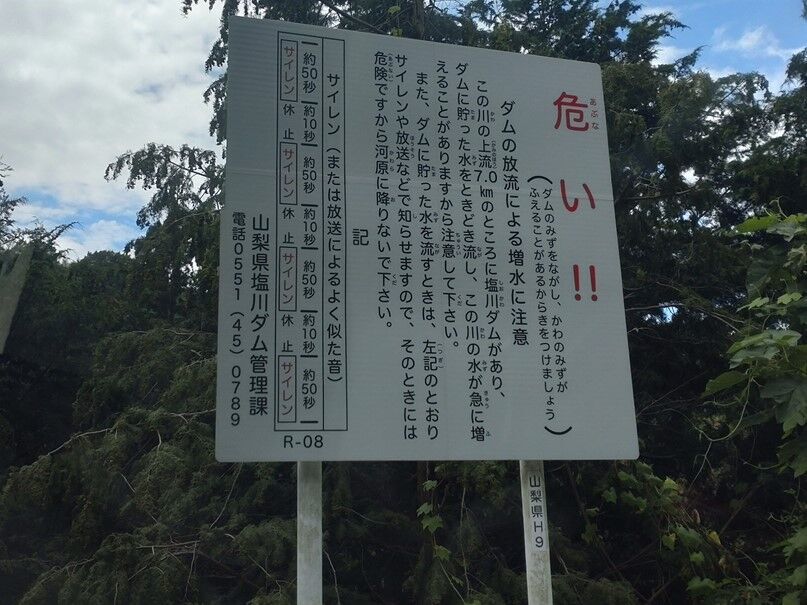 危い!!
あぶな
(ダムのみずをながし、かわのみずが
ふえることがあるからきをつけましょう)
ダムの放流による増水に注意
この川の上流7.0kmのところに塩川ダムがあり、
ダムに貯った水をときどき流し、この川の水が急に増
えることがありますから注意して下さい。
また、ダムに貯った水を流すときは、左記のとおり
サイレンや放送などで知らせますので、そのときには
危険ですから河原に降りないで下さい。
記
サイレン(または放送によるよく似た音)
約50秒 約10秒 約50秒 約10秒 約50秒 約10秒 約50秒
サイレン 休止 サイレン 休止 サイレン 休止 サイレン
山梨県塩川ダム管理課
電話0551(45)0789
R-08
山梨県H9